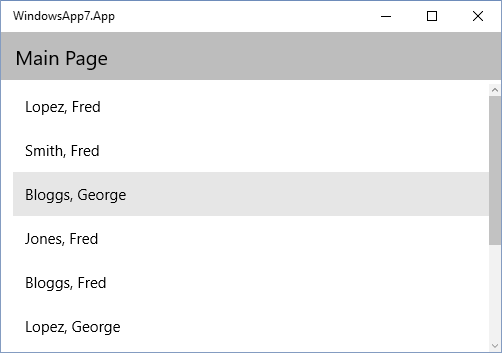 WindowsApp7.App
Main Page
Lopez, Fred
Smith, Fred
Bloggs, George
Jones, Fred
Bloggs, Fred
Lopez, George